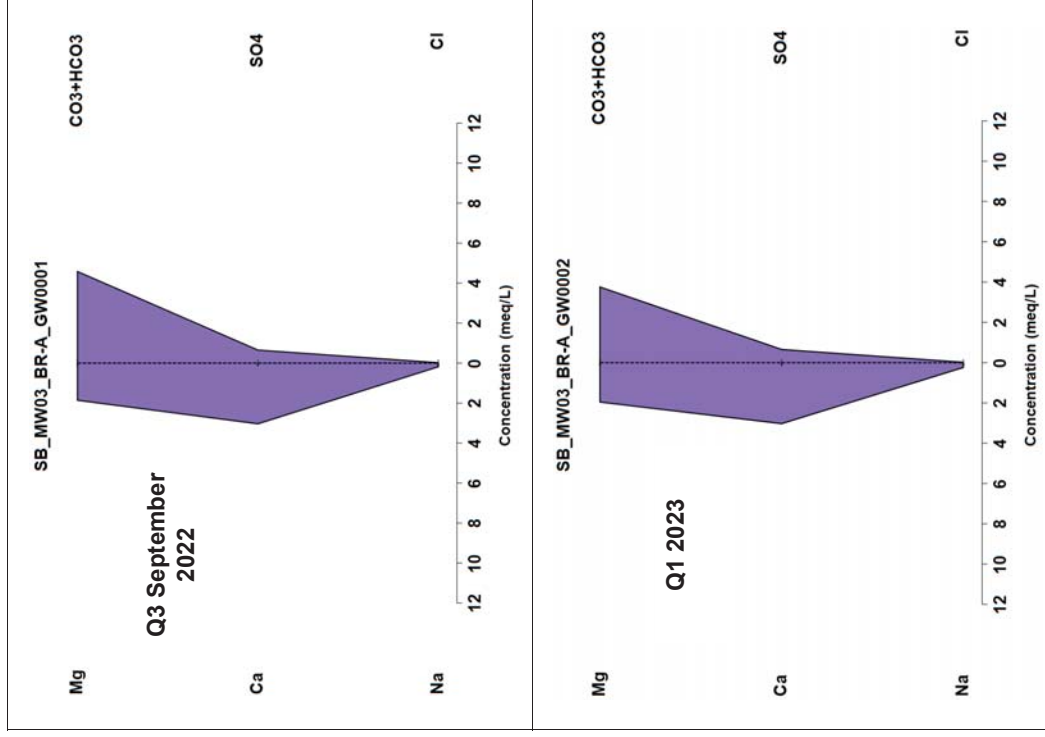 SB_MW03_BR-A_GW0001
Q3 September
2022
Mg
CO3+HCO3
Ca
SO4
Na
Cl
12 10 8 6 4 2 0 2 4 6 8 10 12
Concentration (meq/L)
SB_MW03_BR-A_GW0002
Q1 2023
Mg
CO3+HCO3
Ca
SO4
Na
Cl
12 10 8 6 4 2 0 2 4 6 8 10 12
Concentration (meq/L)